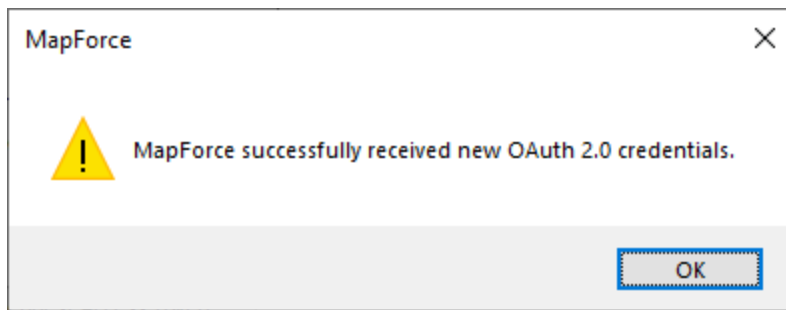 MapForce
MapForce successfully received new OAuth 2.0 credentials.
OK